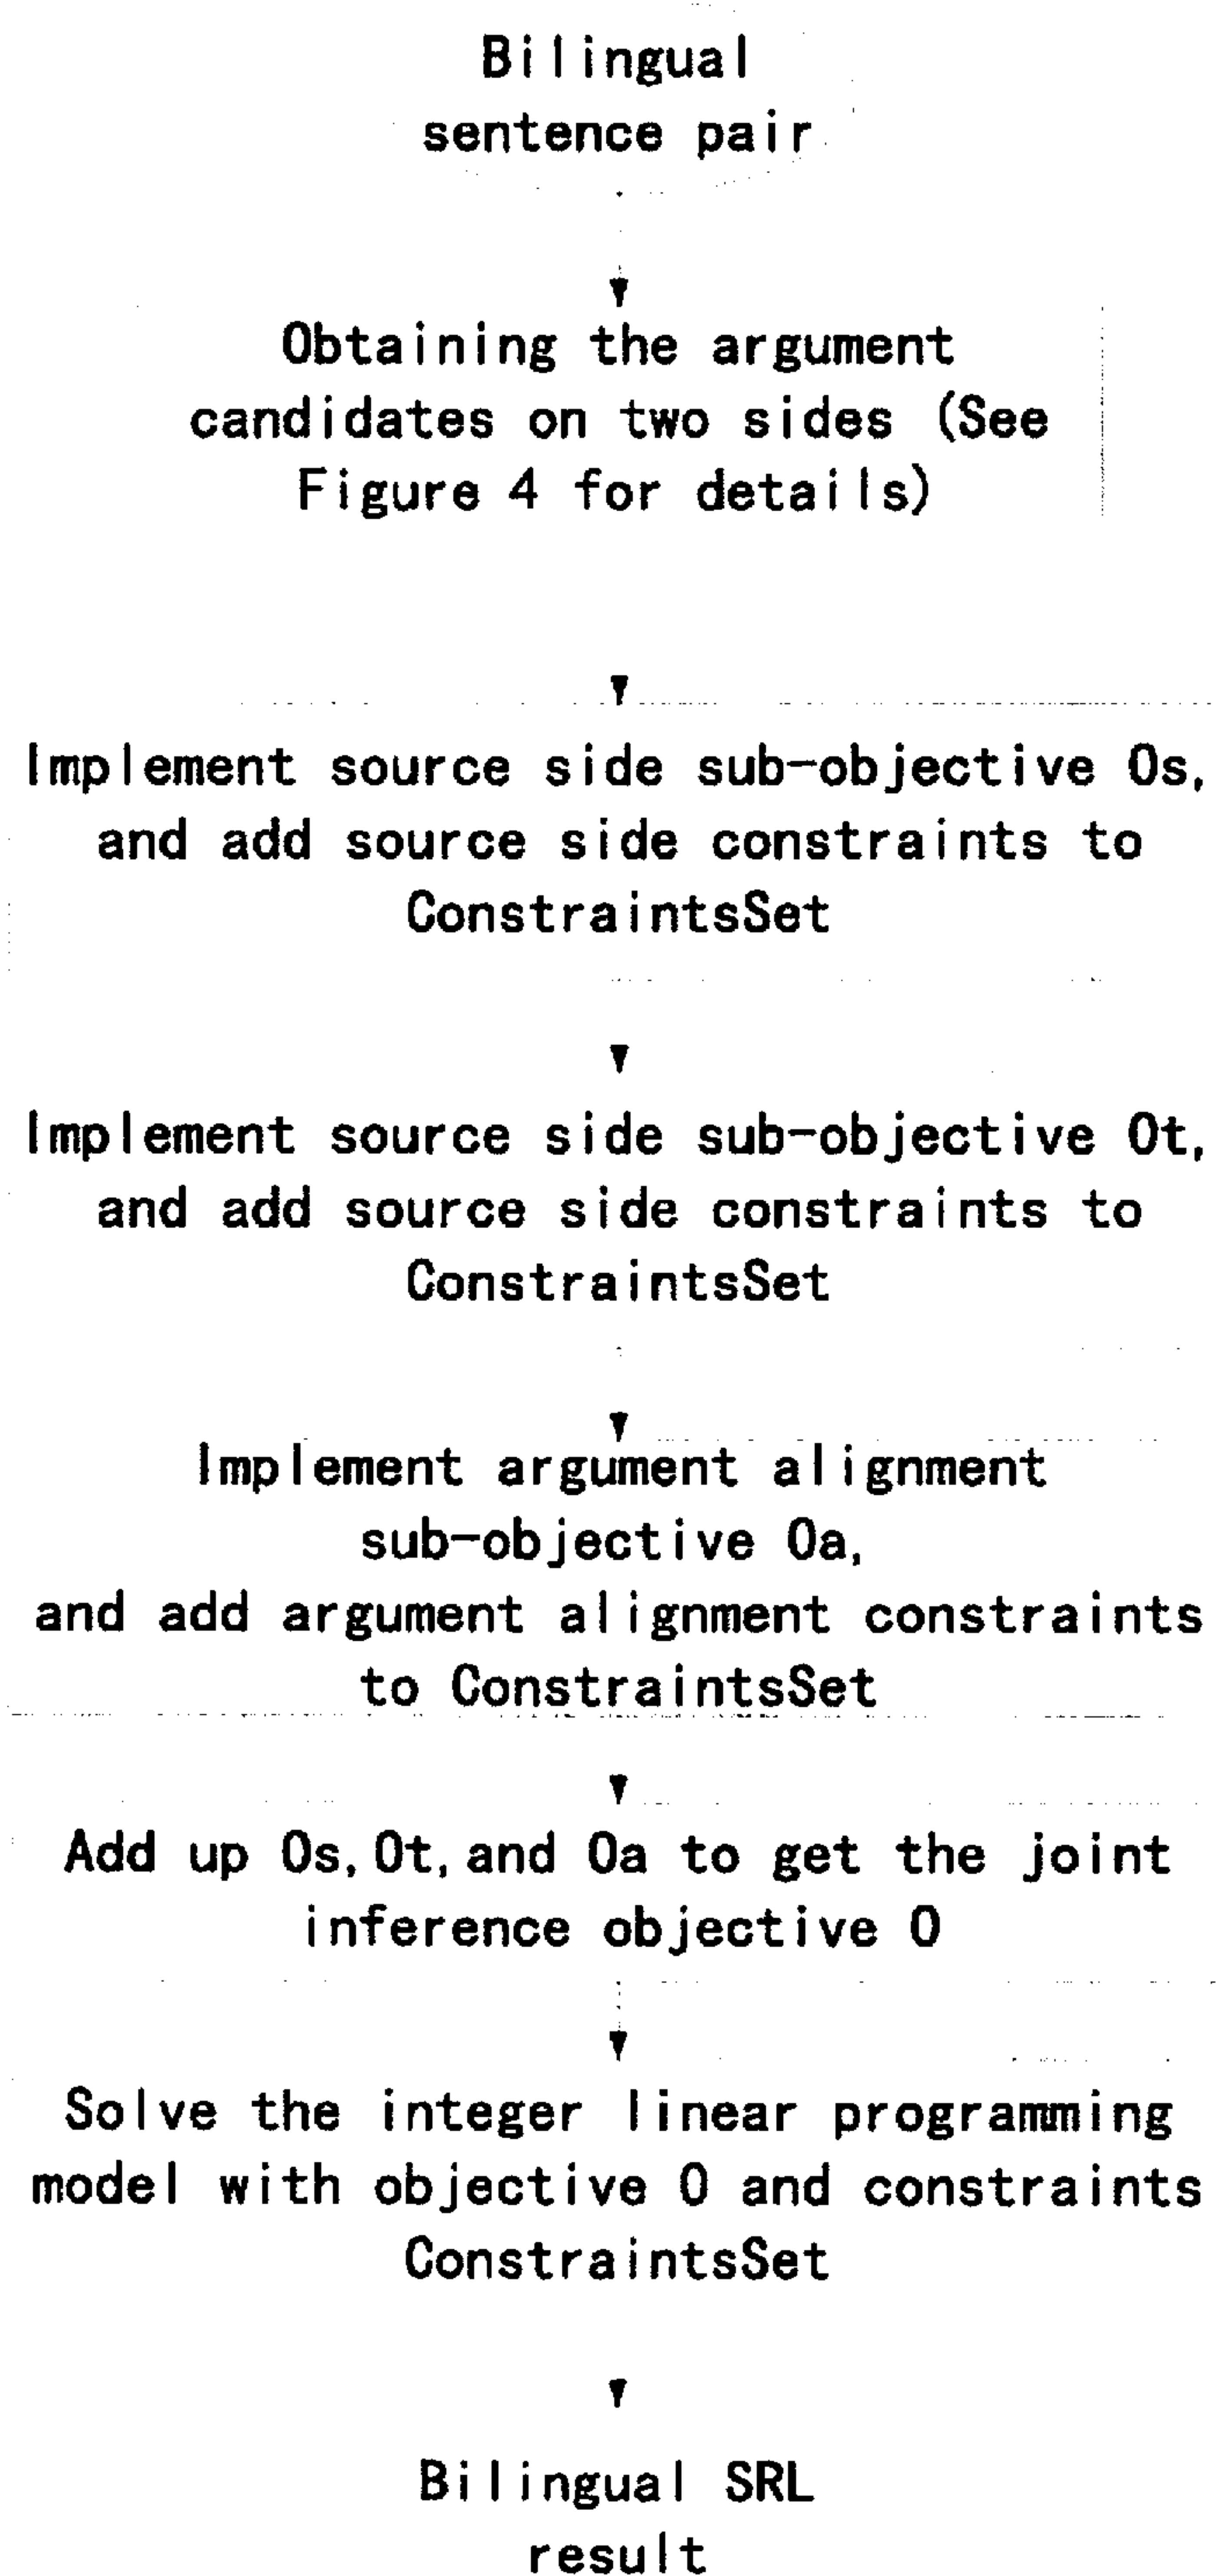 Bilingual
sentence pair
Obtaining the argument
candidates on two sides (See
Figure 4 for details)
Implement source side sub-objective Os,
and add source side constraints to
ConstraintsSet
Implement source side sub-objective Ot,
and add source side constraints to
ConstraintsSet
Implement argument alignment
sub-objective Oa,
and add argument alignment constraints
to ConstraintsSet
Add up Os, Ot, and Oa to get the joint
inference objective O
Solve the integer linear programming
model with objective O and constraints
ConstraintsSet
Bilingual SRL
result